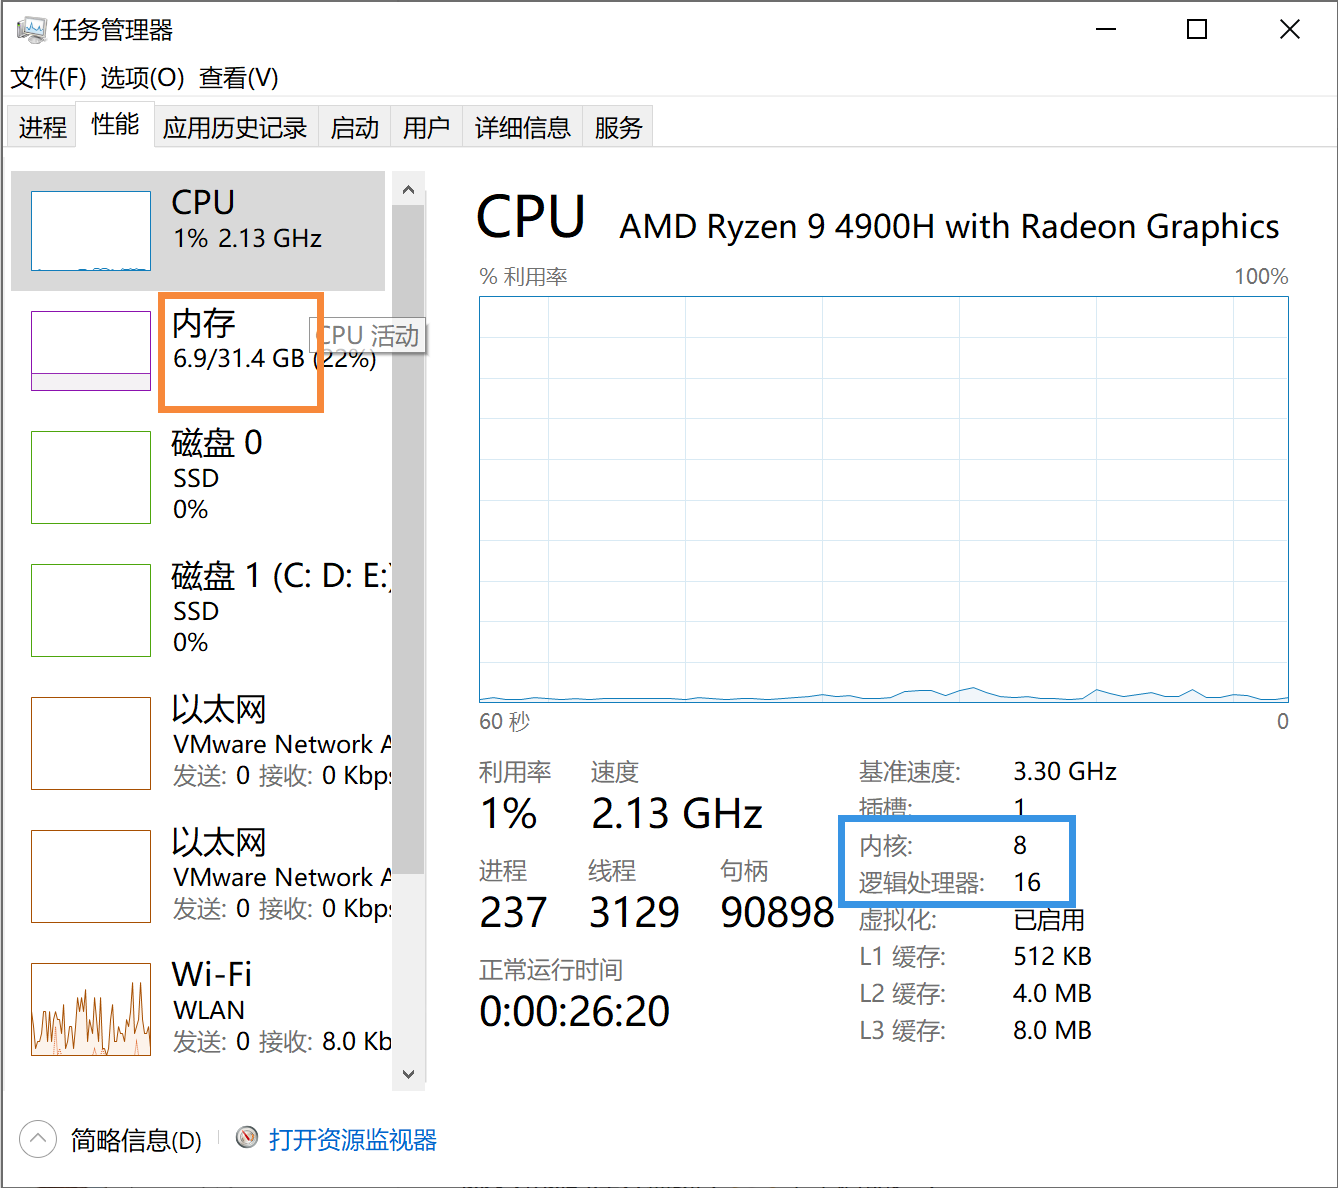 任务管理器
文件(F) 选项(O) 查看(V)
进程 性能 应用历史记录 启动 用户 详细信息 服务
CPU
1% 2.13 GHz
内存
6.9/31.4 GB (22%)
CPU 活动
磁盘 0
SSD
0%
磁盘 1 (C: D: E:)
SSD
0%
以太网
VMware Network A
发送: 0 接收: 0 Kbps
以太网
VMware Network A
发送: 0 接收: 0 Kbps
Wi-Fi
WLAN
发送: 0 接收: 8.0 Kb
CPU AMD Ryzen 9 4900H with Radeon Graphics
% 利用率 100%
60 秒 0
利用率 速度
1% 2.13 GHz
进程 线程 句柄
237 3129 90898
正常运行时间
0:00:26:20
基准速度: 3.30 GHz
插槽: 1
内核: 8
逻辑处理器: 16
虚拟化: 已启用
L1 缓存: 512 KB
L2 缓存: 4.0 MB
L3 缓存: 8.0 MB
简略信息(D) 打开资源监视器